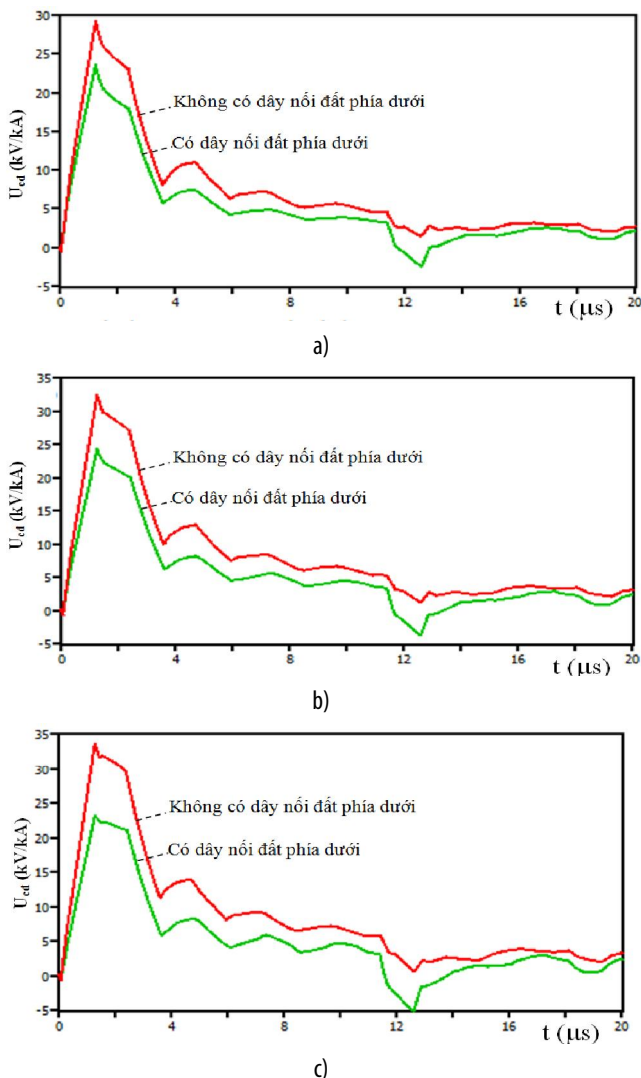 30
25
20
15
10
5
0
-5
U_cd (kV/kA)
Không có dây nối đất phía dưới
Có dây nối đất phía dưới
0 4 8 12 16 20
t (μs)
a)
35
30
25
20
15
10
5
0
-5
U_cd (kV/kA)
Không có dây nối đất phía dưới
Có dây nối đất phía dưới
0 4 8 12 16 20
t (μs)
b)
35
30
25
20
15
10
5
0
-5
U_cd (kV/kA)
Không có dây nối đất phía dưới
Có dây nối đất phía dưới
0 4 8 12 16 20
t (μs)
c)